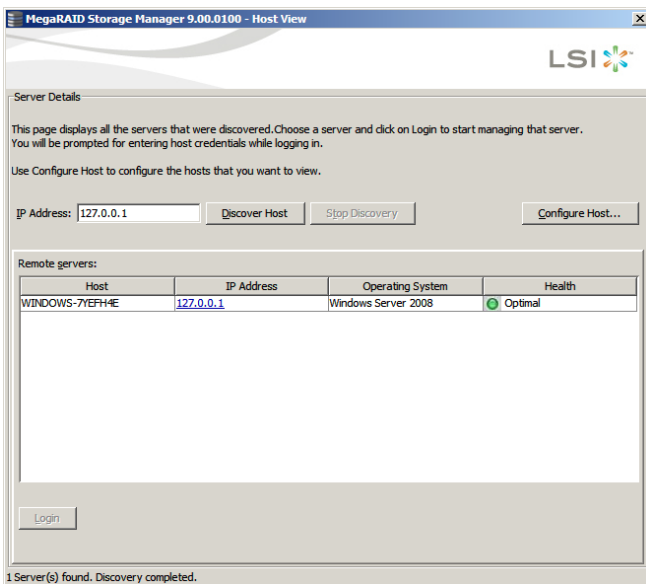 MegaRAID Storage Manager 9.00.0100 - Host View
LSI
Server Details
This page displays all the servers that were discovered.Choose a server and click on Login to start managing that server.
You will be prompted for entering host credentials while logging in.
Use Configure Host to configure the hosts that you want to view.
IP Address: 127.0.0.1 Discover Host Stop Discovery Configure Host...
Remote servers:
Host IP Address Operating System Health
WINDOWS-7YEFH4E 127.0.0.1 Windows Server 2008 Optimal
Login
1 Server(s) found. Discovery completed.